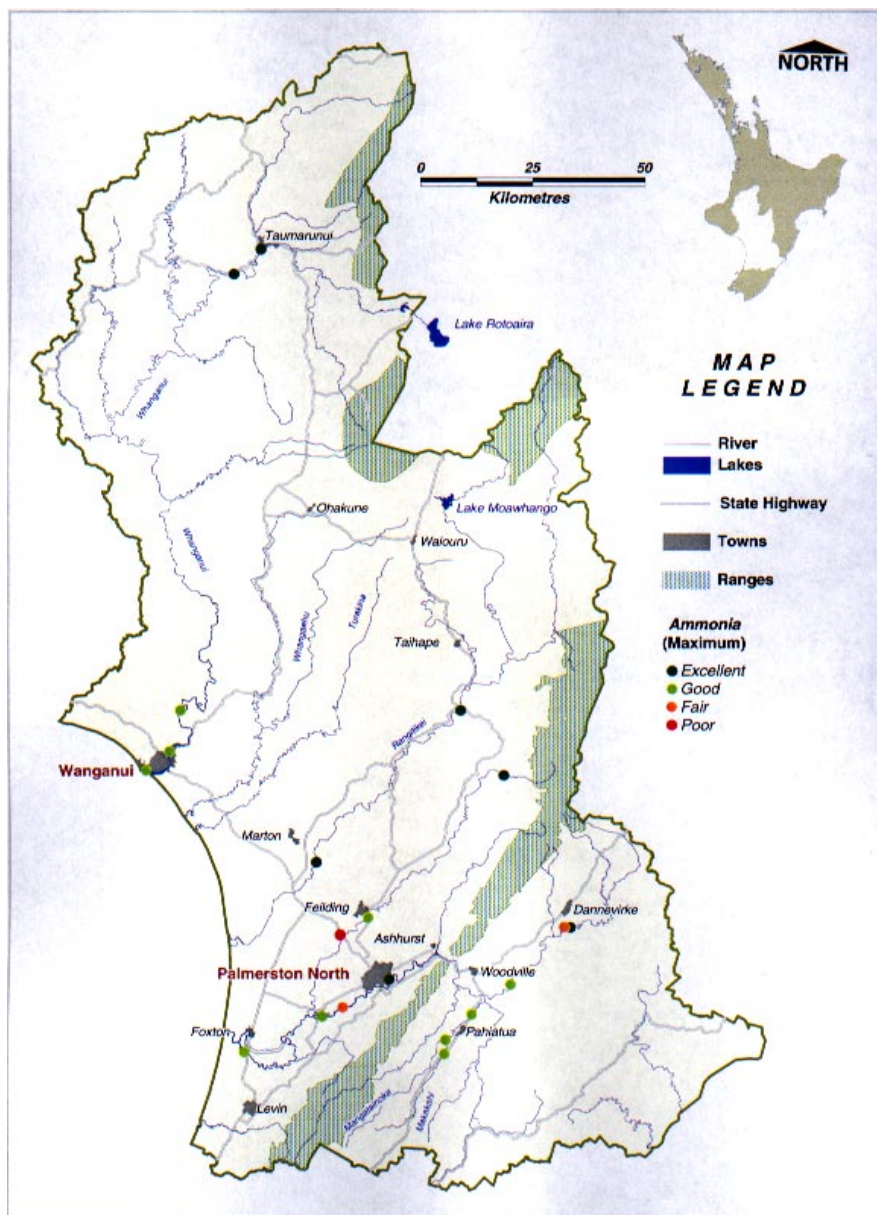 NORTH
0
25
50
Kilometres
Taumarunui
Lake Rotoaira
MAP
LEGEND
River
Lakes
State Highway
Towns
Ranges
Ammonia
(Maximum)
Excellent
Good
Fair
Poor
Whanganui
Ohakune
Lake Moawhango
Waiouru
Whanganui
Whangaehu
Turakina
Taihape
Rangitikei
Wanganui
Marton
Feilding
Dannevirke
Ashhurst
Palmerston North
Woodville
Foxton
Pahiatua
Levin
Mangatainoka
Makakahi